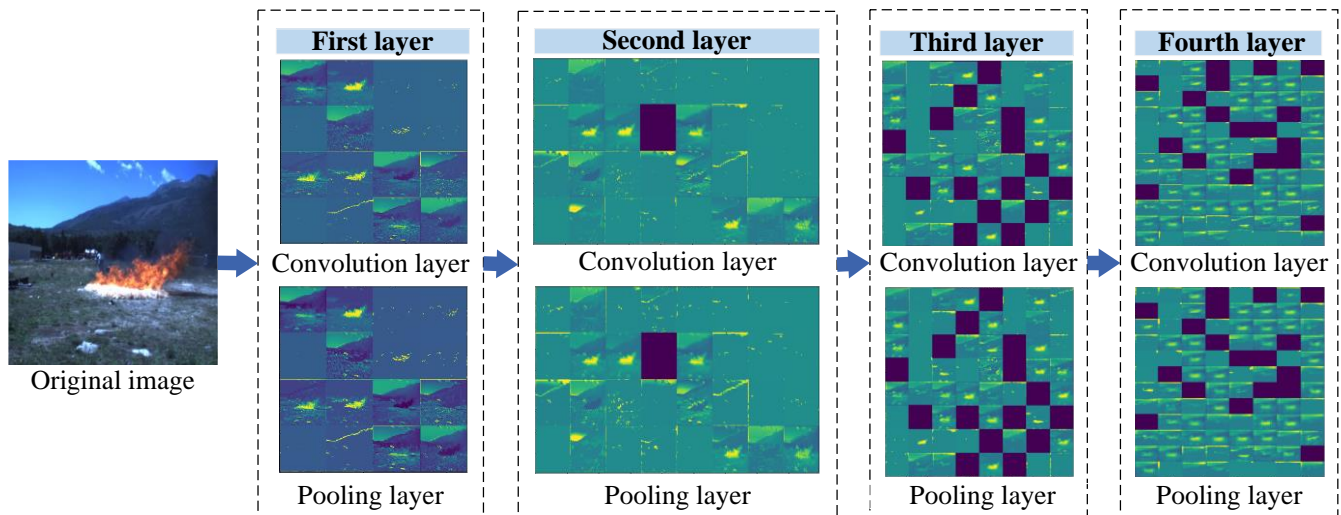 First layer
Second layer
Third layer
Fourth layer
Convolution layer
Convolution layer
Convolution layer
Convolution layer
Original image
Pooling layer
Pooling layer
Pooling layer
Pooling layer